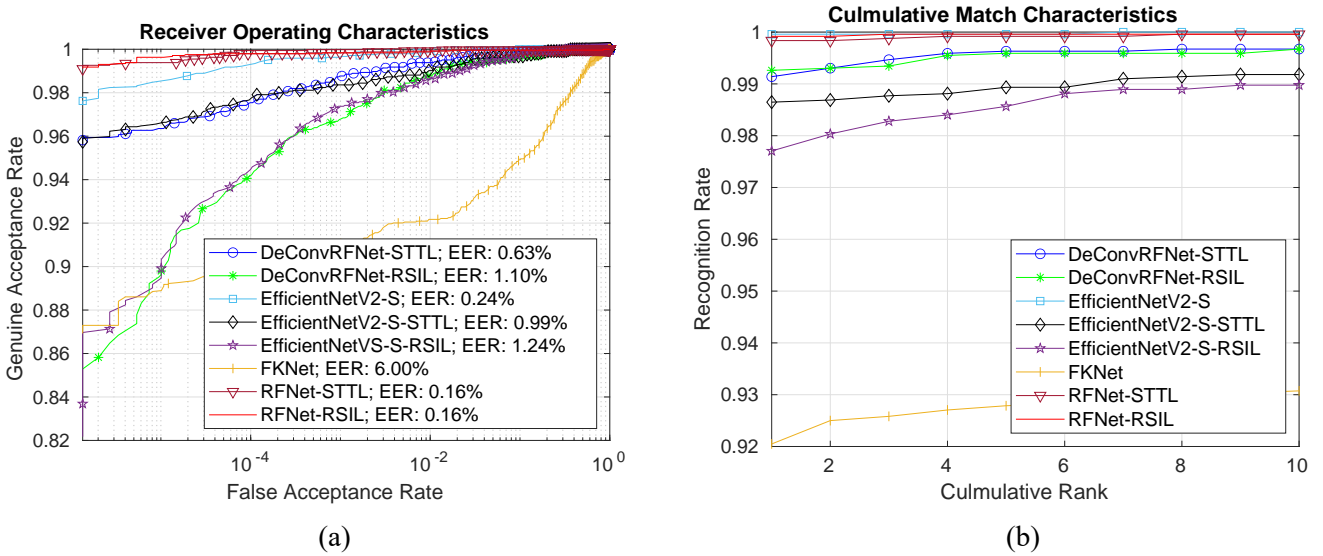 Receiver Operating Characteristics
1
0.98
0.96
0.94
0.92
0.9
0.88
0.86
0.84
0.82
Genuine Acceptance Rate
DeConvRFNet-STTL; EER: 0.63%
DeConvRFNet-RSIL; EER: 1.10%
EfficientNetV2-S; EER: 0.24%
EfficientNetV2-S-STTL; EER: 0.99%
EfficientNetVS-S-RSIL; EER: 1.24%
FKNet; EER: 6.00%
RFNet-STTL; EER: 0.16%
RFNet-RSIL; EER: 0.16%
10^-4
10^-2
10^0
False Acceptance Rate
(a)
Culmulative Match Characteristics
1
0.99
0.98
0.97
0.96
0.95
0.94
0.93
0.92
Recognition Rate
DeConvRFNet-STTL
DeConvRFNet-RSIL
EfficientNetV2-S
EfficientNetV2-S-STTL
EfficientNetV2-S-RSIL
FKNet
RFNet-STTL
RFNet-RSIL
2
4
6
8
10
Culmulative Rank
(b)